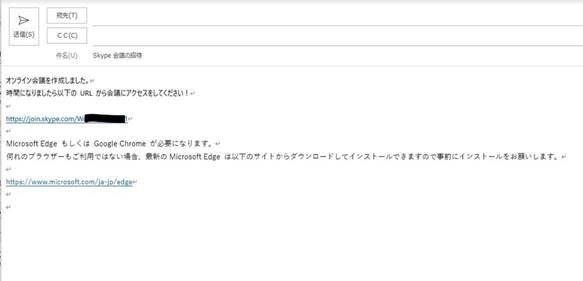 宛先(T)
送信(S)
C C(C)
件名(U) Skype 会議の招待
オンライン会議を作成しました。↵
時間になりましたら以下の URL から会議にアクセスをしてください！↵
↵
https://join.skype.com/W
↵
Microsoft Edge もしくは Google Chrome が必要になります。↵
何れのブラウザーもご利用ではない場合、最新の Microsoft Edge は以下のサイトからダウンロードしてインストールできますので事前にインストールをお願いします。↵
↵
https://www.microsoft.com/ja-jp/edge↵
↵
↵